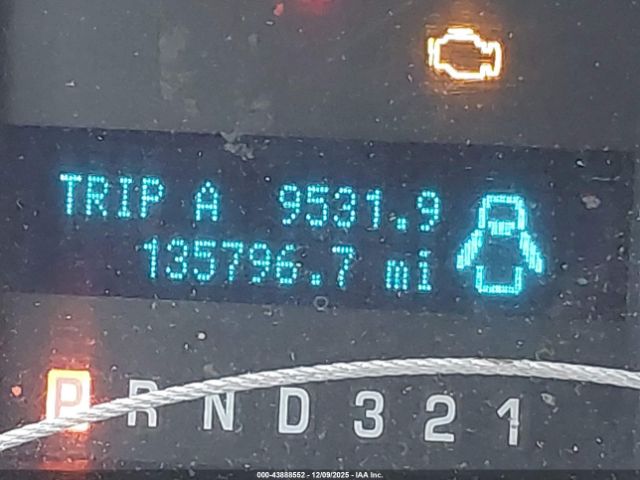 TRIP A 9531.9
135796.7 mi
P R N D 3 2 1
000-43888552 - 12/09/2025 - IAA Inc.